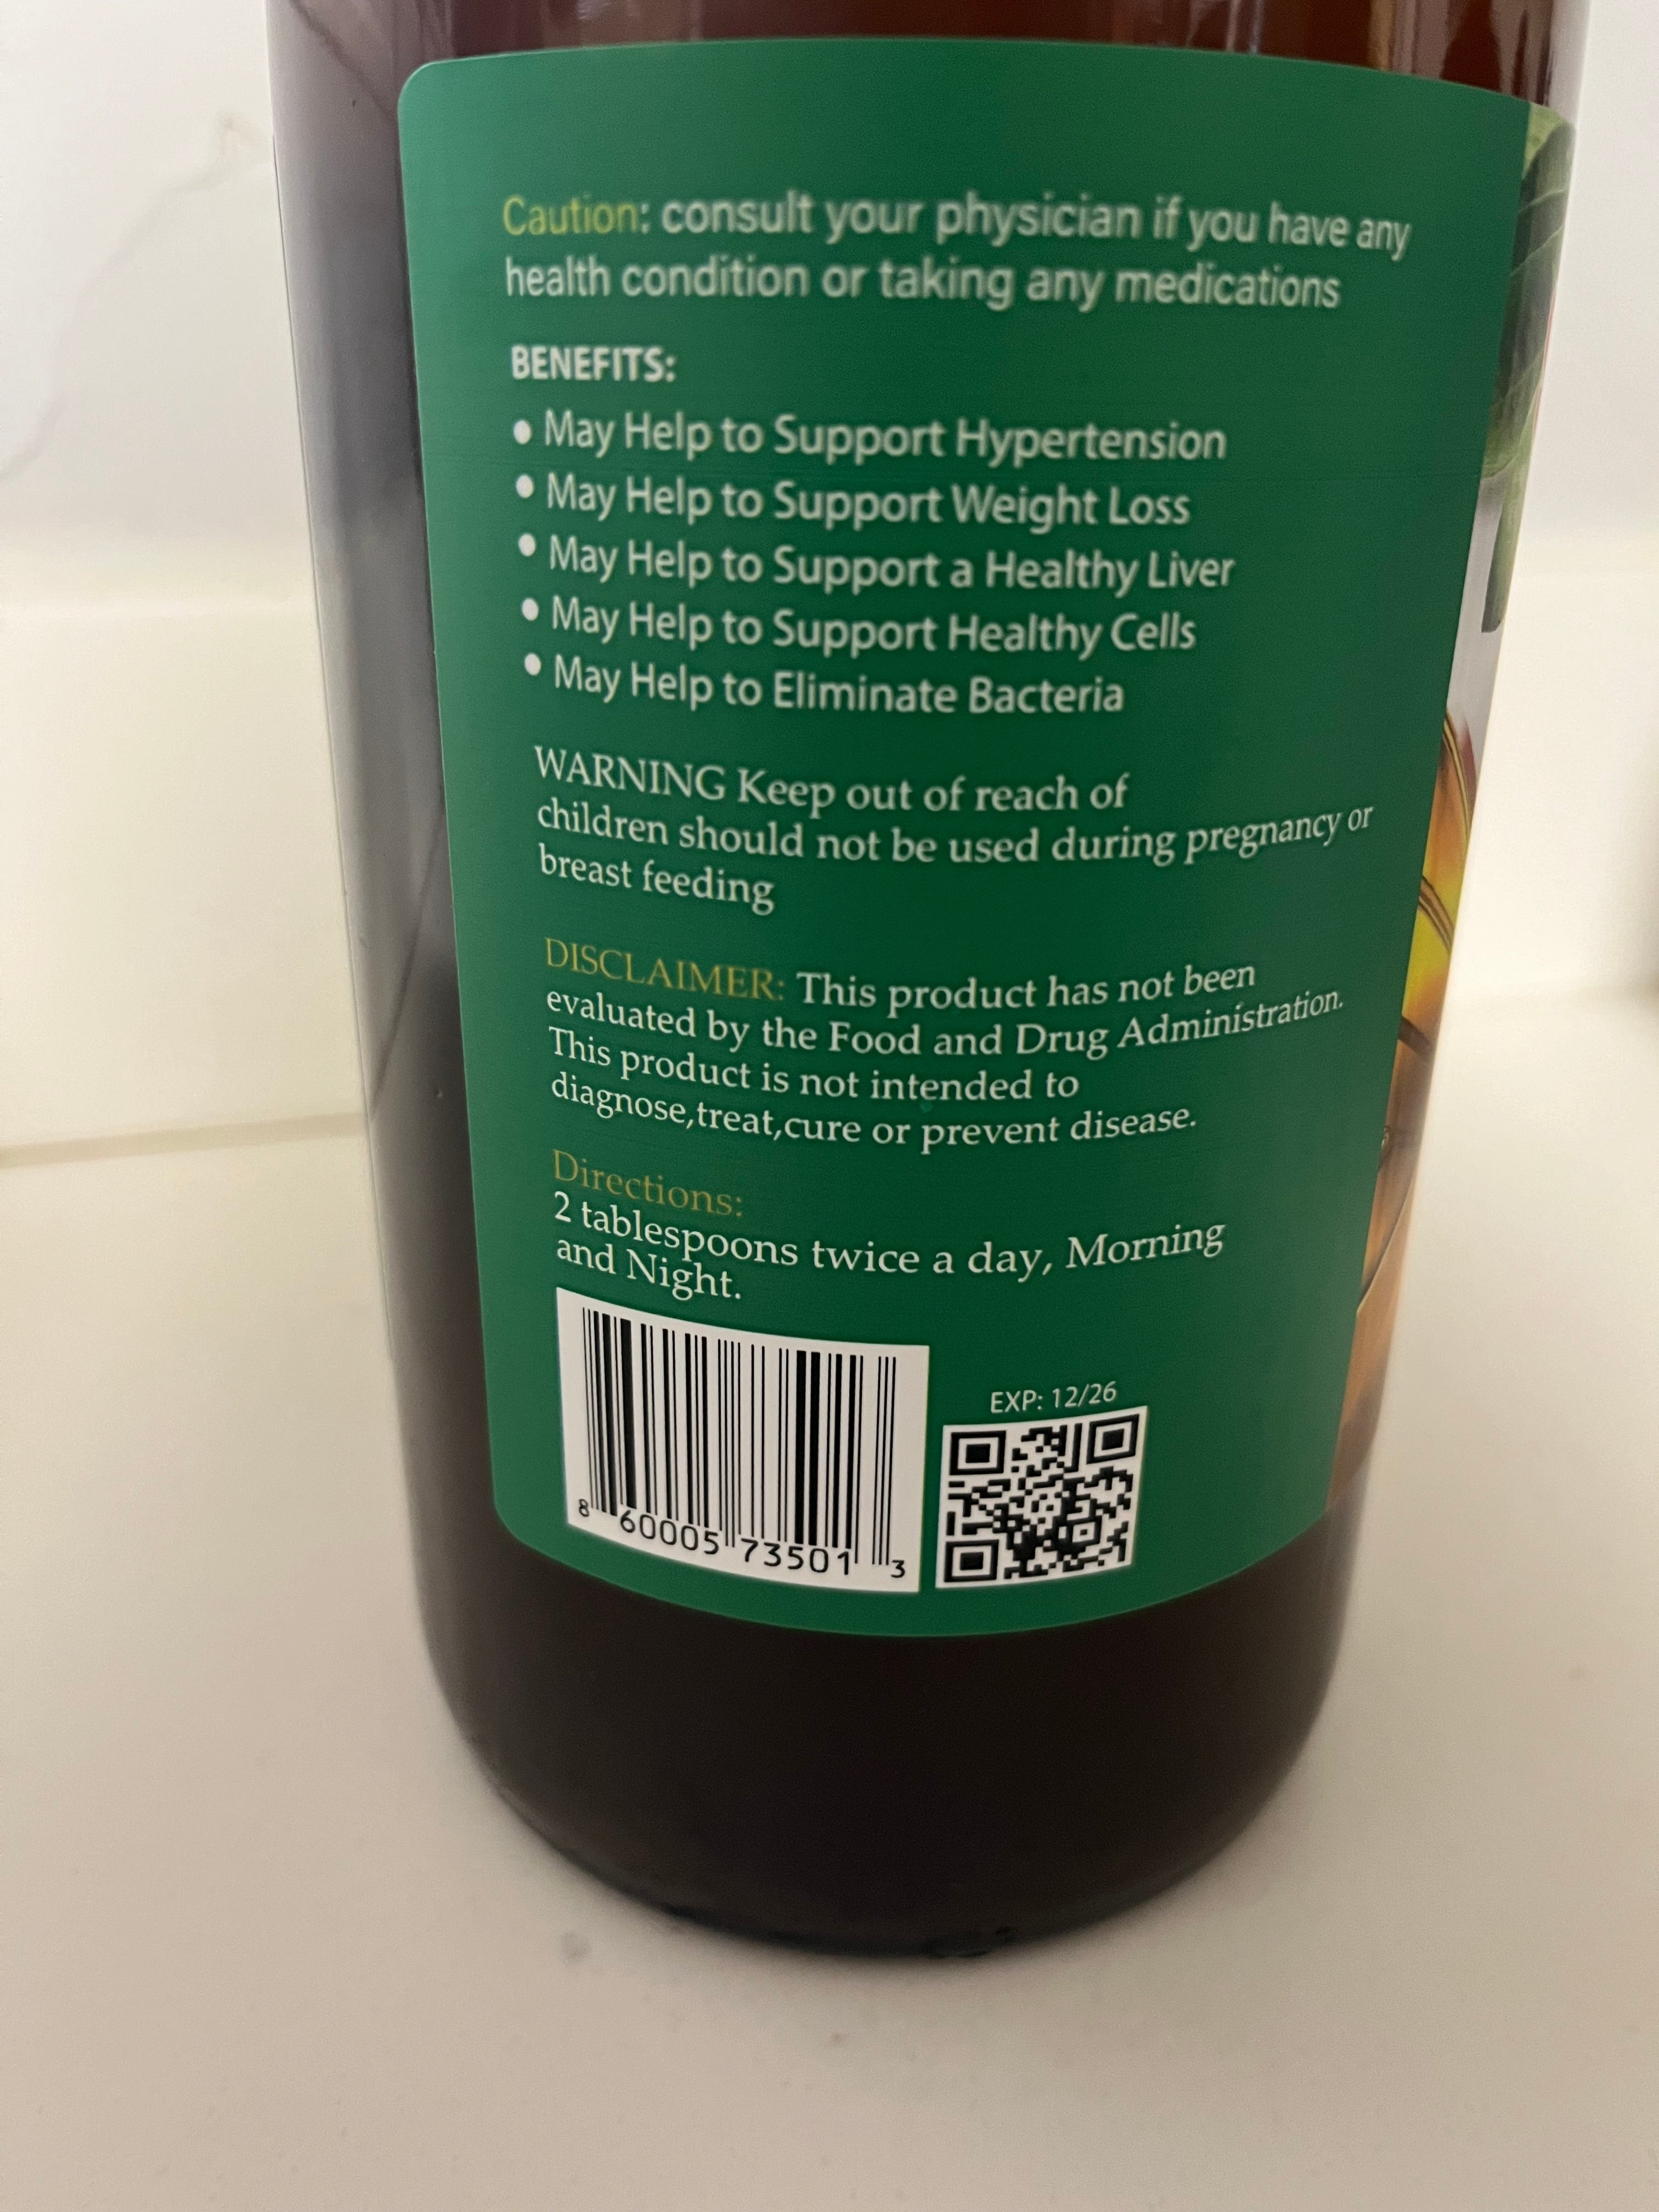 Caution: consult your physician if you have any
health condition or taking any medications
BENEFITS:
• May Help to Support Hypertension
• May Help to Support Weight Loss
• May Help to Support a Healthy Liver
• May Help to Support Healthy Cells
• May Help to Eliminate Bacteria
WARNING Keep out of reach of
children should not be used during pregnancy or
breast feeding
DISCLAIMER: This product has not been
evaluated by the Food and Drug Administration.
This product is not intended to
diagnose,treat,cure or prevent disease.
Directions:
2 tablespoons twice a day, Morning
and Night.
EXP: 12/26
8 60005 73501 3